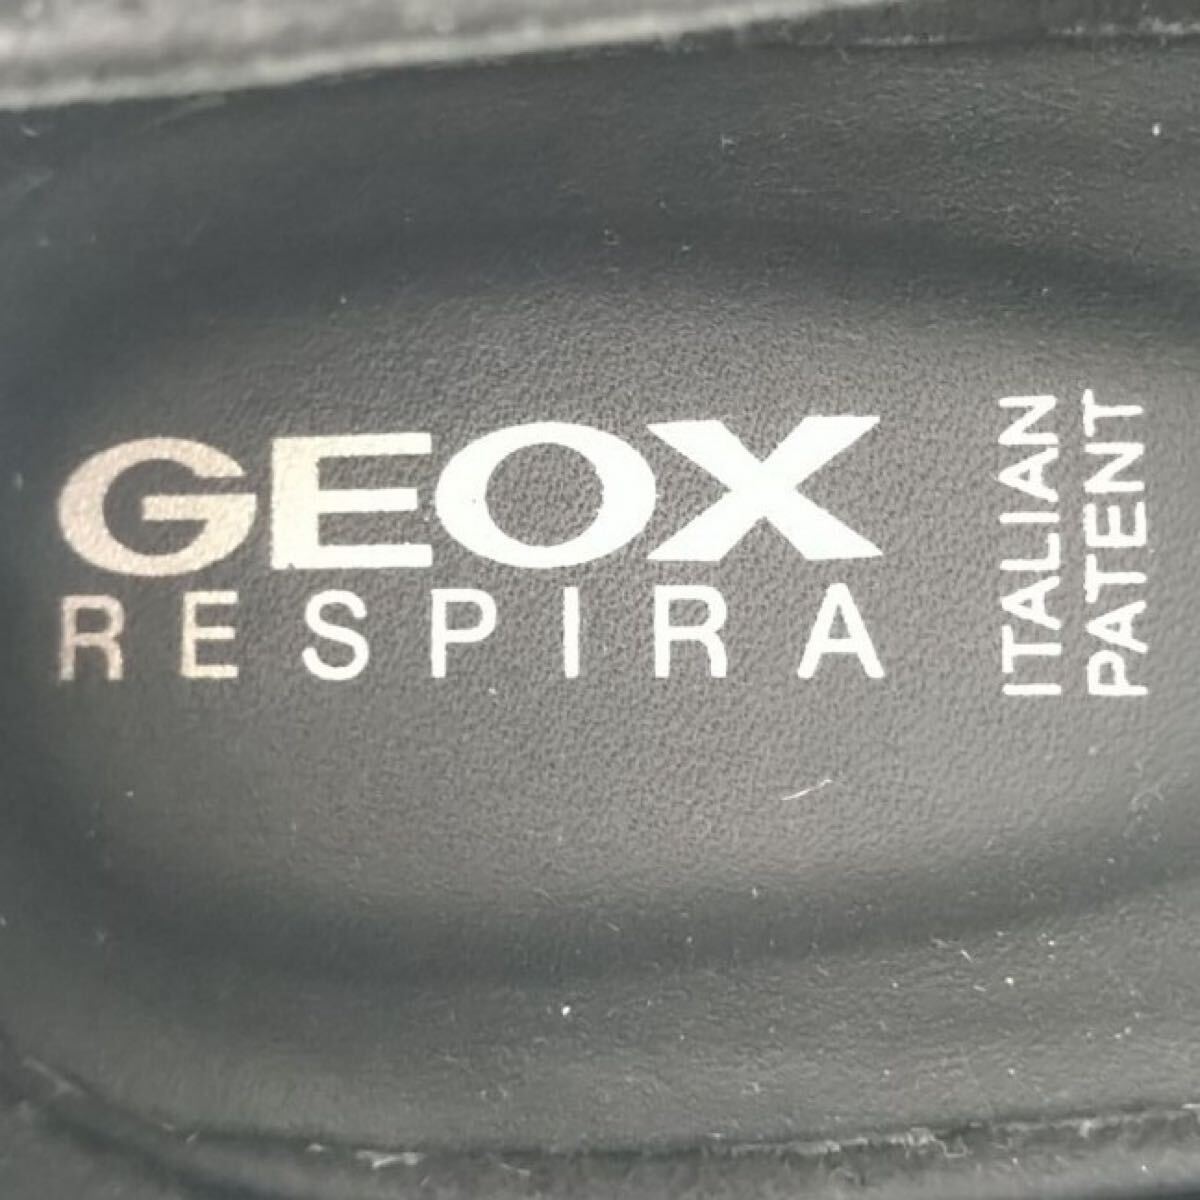 GEOX
RESPIRA
ITALIAN
PATENT